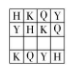 H K Q Y
Y H K Q
K Q Y H